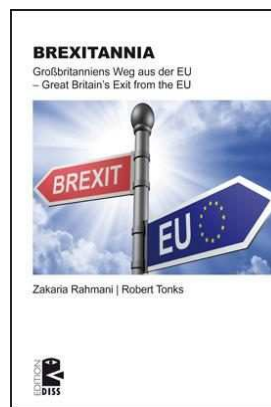 BREXITANNIA
Großbritanniens Weg aus der EU
– Great Britain's Exit from the EU
BREXIT
EU
Zakaria Rahmani | Robert Tonks
EDITION
DISS